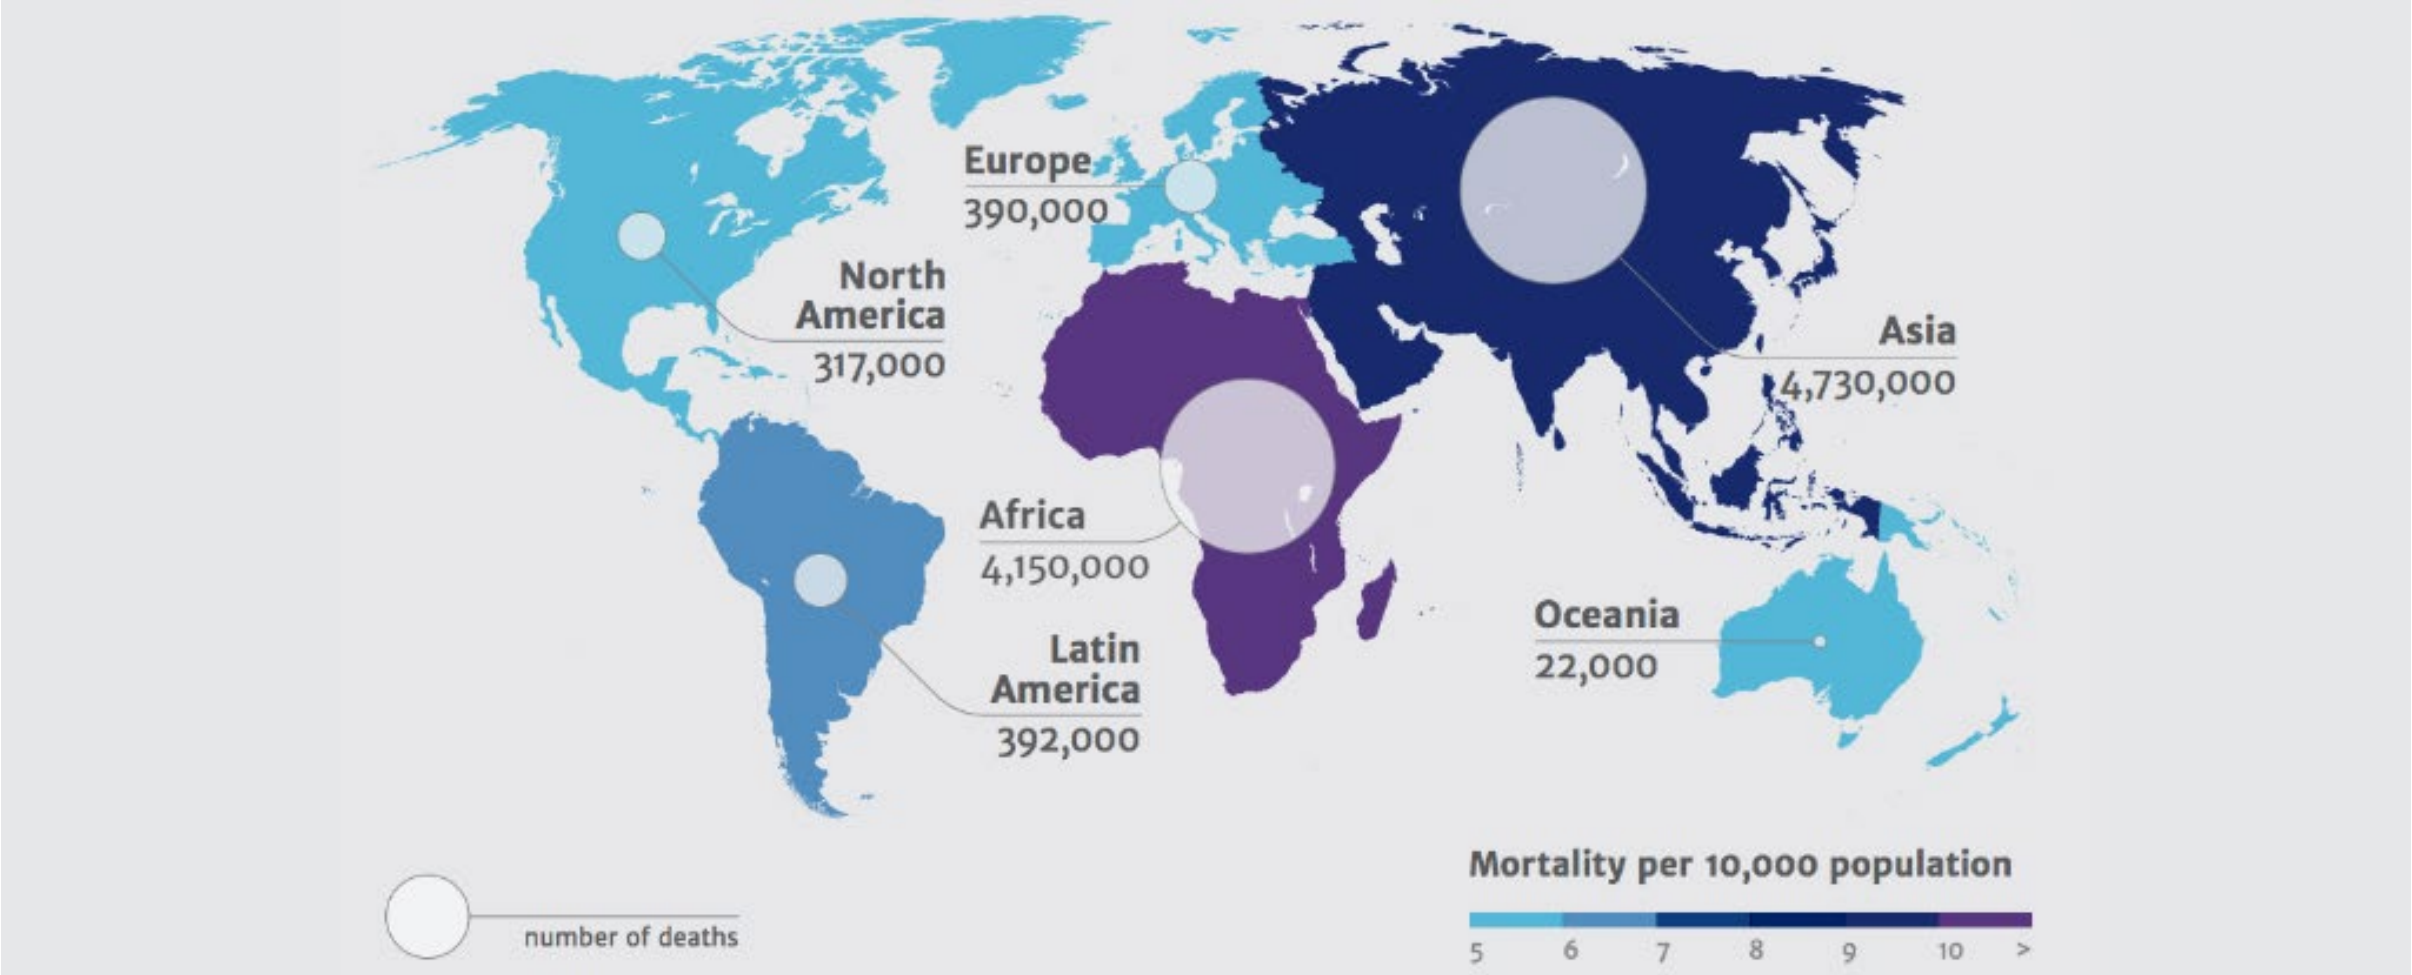 Europe
390,000
North
America
317,000
Asia
4,730,000
Africa
4,150,000
Oceania
22,000
Latin
America
392,000
Mortality per 10,000 population
5 6 7 8 9 10 >
number of deaths